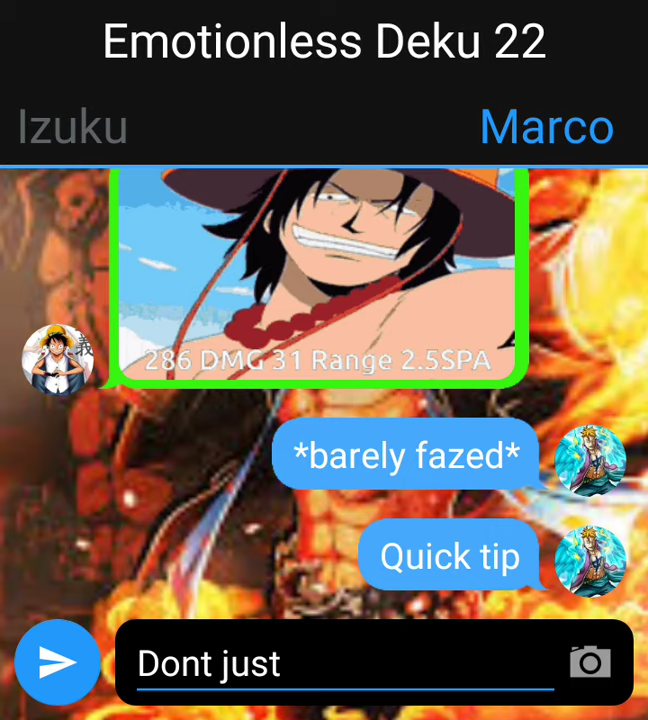 Emotionless Deku 22
Izuku
Marco
286 DMG 31 Range 2.5SPA
*barely fazed*
Quick tip
Dont just